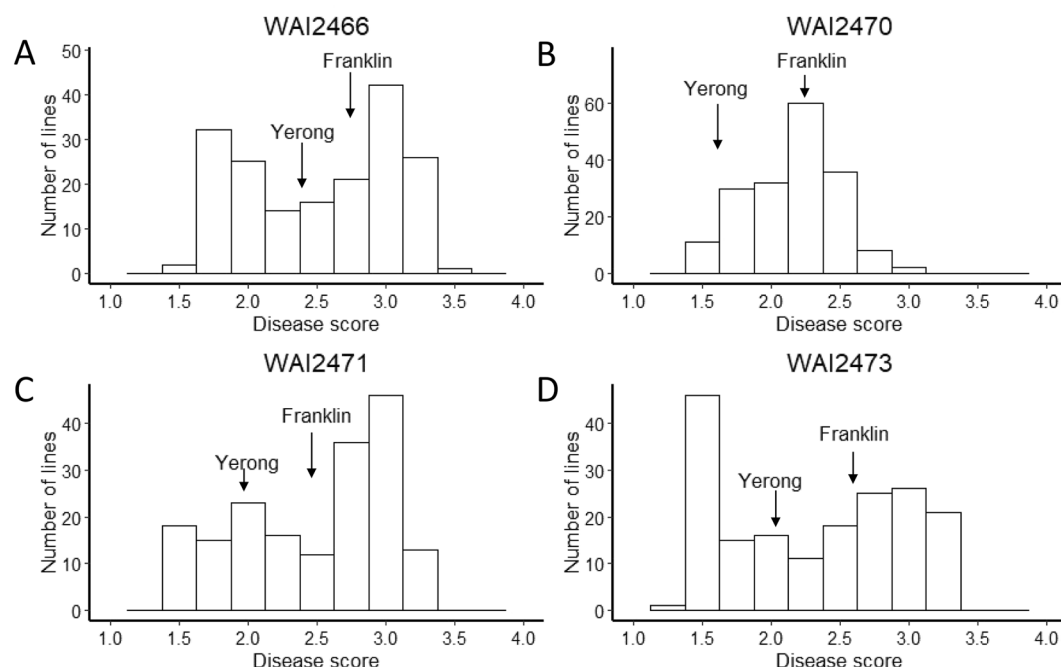 A
WAI2466
Number of lines
50
40
30
20
10
0
Franklin
Yerong
1.0 1.5 2.0 2.5 3.0 3.5 4.0
Disease score
B
WAI2470
Number of lines
60
40
20
0
Yerong
Franklin
1.0 1.5 2.0 2.5 3.0 3.5 4.0
Disease score
C
WAI2471
Number of lines
40
30
20
10
0
Franklin
Yerong
1.0 1.5 2.0 2.5 3.0 3.5 4.0
Disease score
D
WAI2473
Number of lines
40
30
20
10
0
Franklin
Yerong
1.0 1.5 2.0 2.5 3.0 3.5 4.0
Disease score